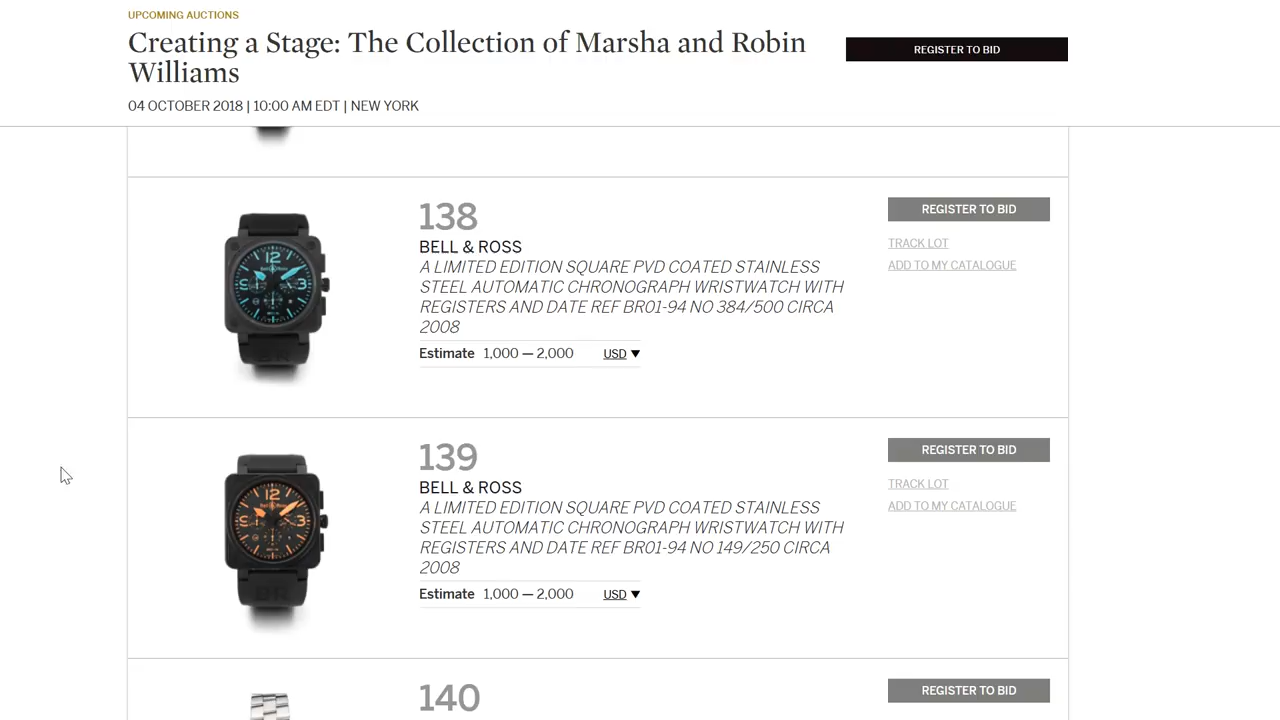 UPCOMING AUCTIONS
Creating a Stage: The Collection of Marsha and Robin
Williams
REGISTER TO BID
04 OCTOBER 2018 | 10:00 AM EDT | NEW YORK
138
REGISTER TO BID
BELL & ROSS
TRACK LOT
A LIMITED EDITION SQUARE PVD COATED STAINLESS
ADD TO MY CATALOGUE
STEEL AUTOMATIC CHRONOGRAPH WRISTWATCH WITH
REGISTERS AND DATE REF BR01-94 NO 384/500 CIRCA
2008
Estimate 1,000 — 2,000 USD ▼
139
REGISTER TO BID
BELL & ROSS
TRACK LOT
A LIMITED EDITION SQUARE PVD COATED STAINLESS
ADD TO MY CATALOGUE
STEEL AUTOMATIC CHRONOGRAPH WRISTWATCH WITH
REGISTERS AND DATE REF BR01-94 NO 149/250 CIRCA
2008
Estimate 1,000 — 2,000 USD ▼
140
REGISTER TO BID